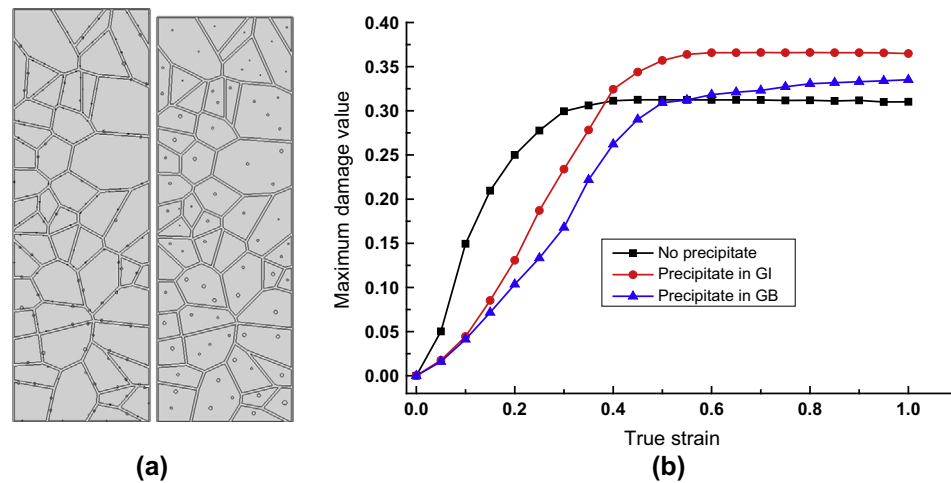 0.40
0.35
0.30
0.25
0.20
0.15
0.10
0.05
0.00
Maximum damage value
No precipitate
Precipitate in GI
Precipitate in GB
0.0 0.2 0.4 0.6 0.8 1.0
True strain
(a) (b)